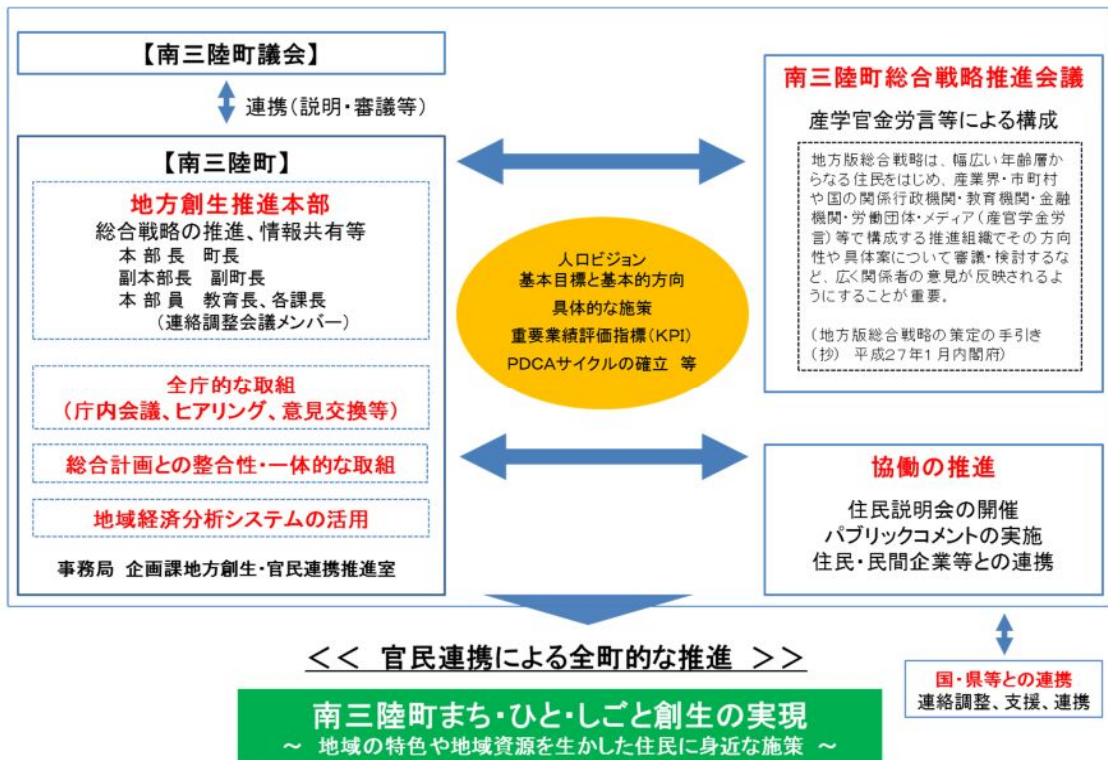 【南三陸町議会】
連携(説明・審議等)
【南三陸町】
地方創生推進本部
総合戦略の推進、情報共有等
本 部 長　町長
副本部長　副町長
本 部 員　教育長、各課長
(連絡調整会議メンバー)
全庁的な取組
(庁内会議、ヒアリング、意見交換等)
総合計画との整合性・一体的な取組
地域経済分析システムの活用
事務局　企画課地方創生・官民連携推進室
人口ビジョン
基本目標と基本的方向
具体的な施策
重要業績評価指標(KPI)
PDCAサイクルの確立　等
南三陸町総合戦略推進会議
産学官金労言等による構成
地方版総合戦略は、幅広い年齢層か
らなる住民をはじめ、産業界・市町村
や国の関係行政機関・教育機関・金融
機関・労働団体・メディア(産官学金労
言)等で構成する推進組織でその方向
性や具体案について審議・検討するな
ど、広く関係者の意見が反映されるよ
うにすることが重要。
(地方版総合戦略の策定の手引き
(抄)　平成27年1月内閣府)
協働の推進
住民説明会の開催
パブリックコメントの実施
住民・民間企業等との連携
<< 官民連携による全町的な推進 >>
国・県等との連携
連絡調整、支援、連携
南三陸町まち・ひと・しごと創生の実現
～ 地域の特色や地域資源を生かした住民に身近な施策 ～